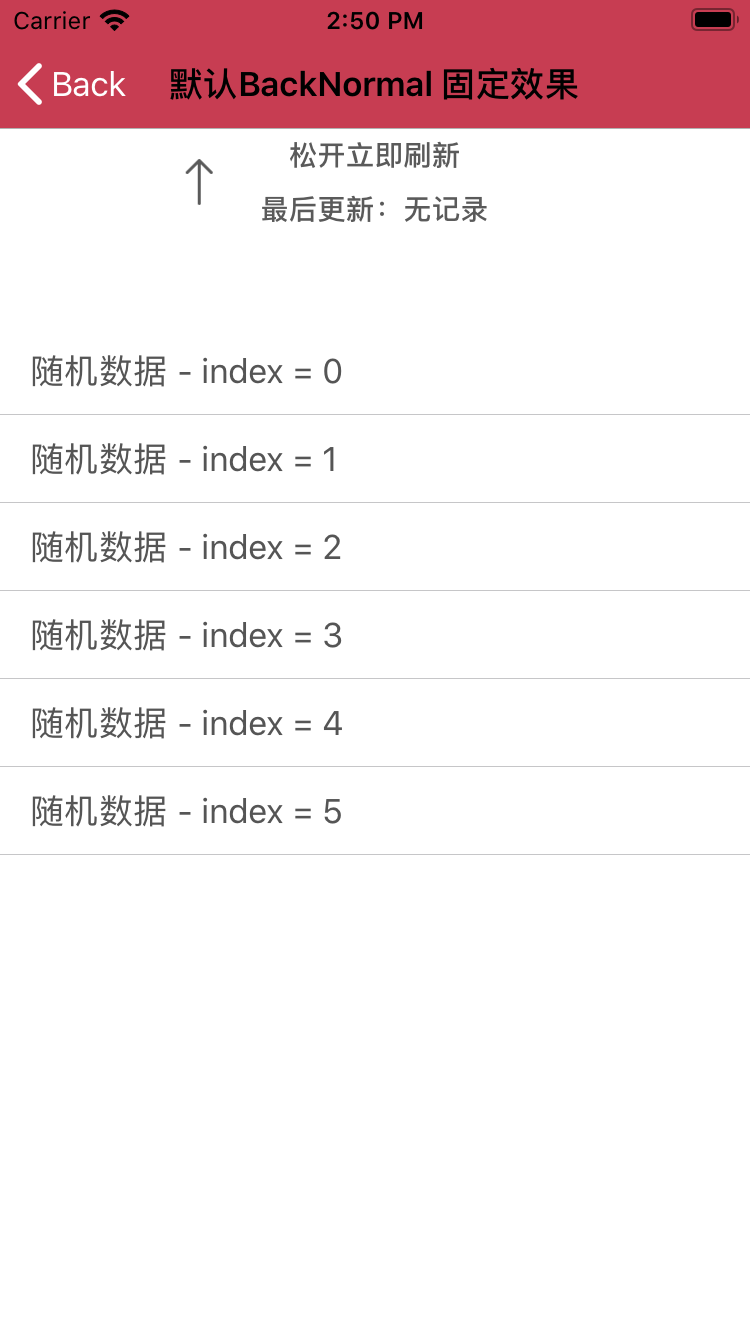 Carrier 2:50 PM
Back 默认BackNormal 固定效果
松开立即刷新
最后更新：无记录
随机数据 - index = 0
随机数据 - index = 1
随机数据 - index = 2
随机数据 - index = 3
随机数据 - index = 4
随机数据 - index = 5